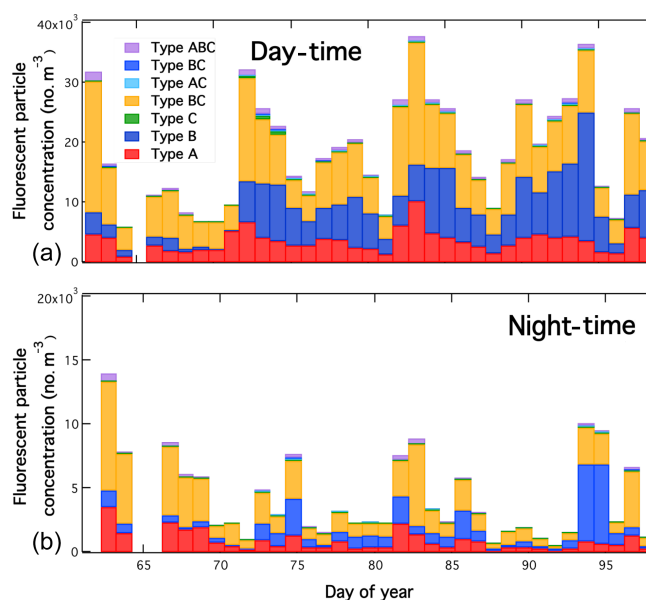 40x10³
30
20
10
0
Fluorescent particle
concentration (no. m⁻³)
Type ABC
Type BC
Type AC
Type BC
Type C
Type B
Type A
Day-time
(a)
20x10³
15
10
5
0
Fluorescent particle
concentration (no. m⁻³)
Night-time
(b)
65 70 75 80 85 90 95
Day of year